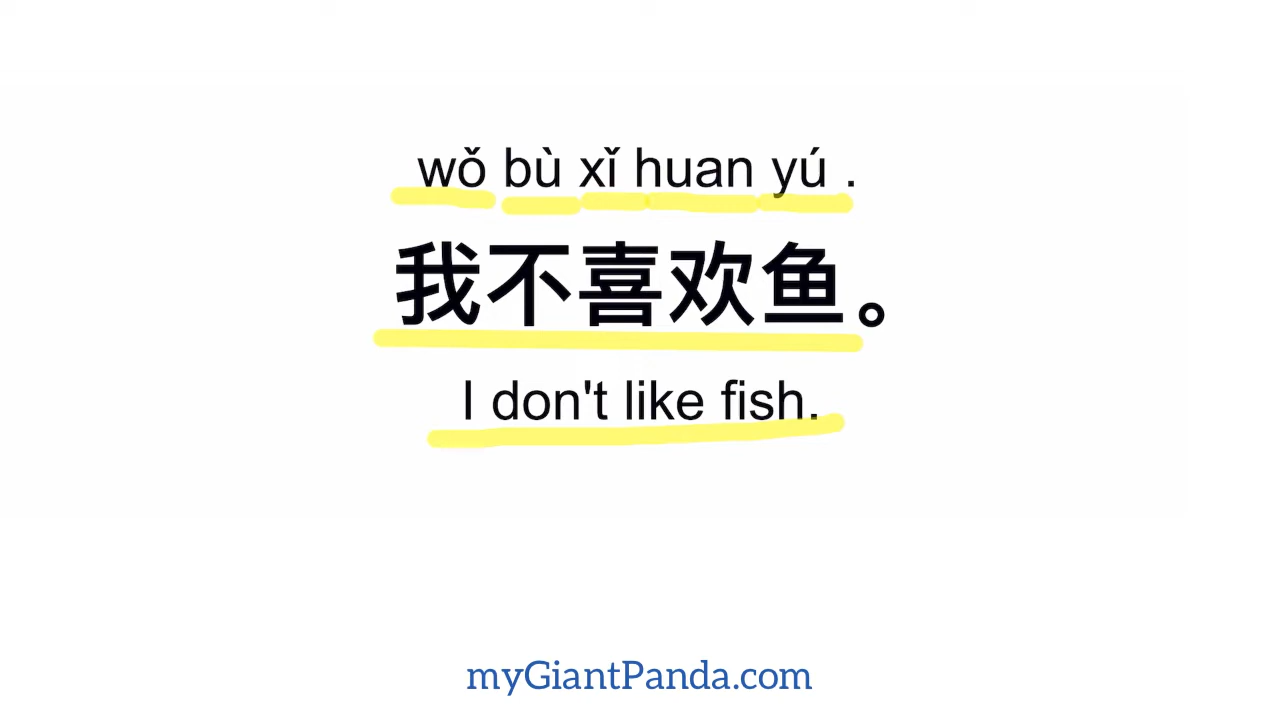 wǒ bù xǐ huan yú .
我不喜欢鱼。
I don't like fish.
myGiantPanda.com